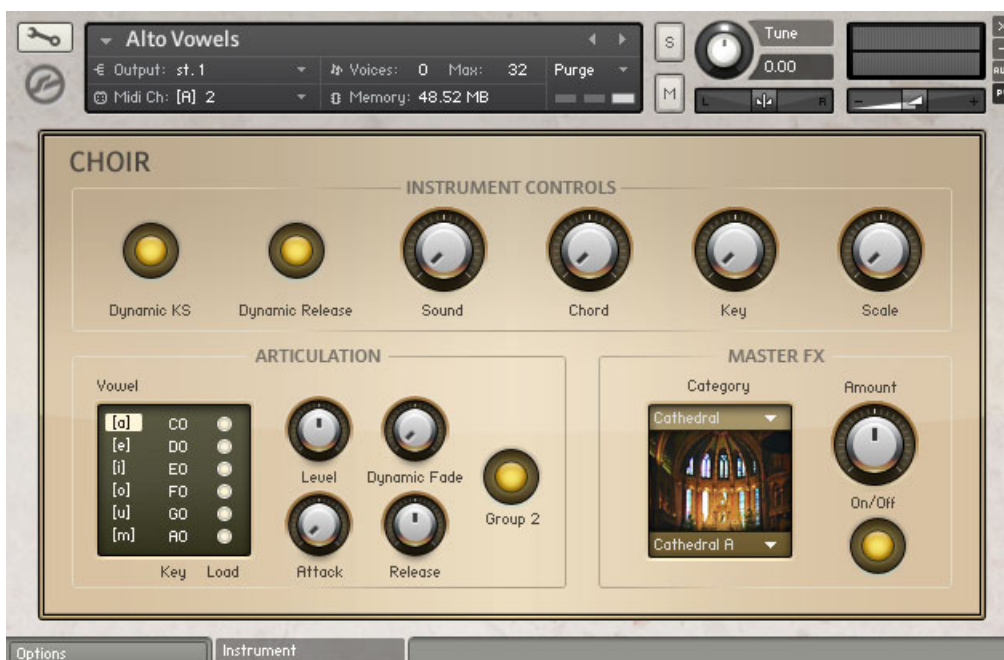 Alto Vowels
Output: st.1
Voices: 0 Max: 32
Purge
Midi Ch: [A] 2
Memory: 48.52 MB
S
M
Tune
0.00
L
R
-
+
CHOIR
INSTRUMENT CONTROLS
Dynamic KS
Dynamic Release
Sound
Chord
Key
Scale
ARTICULATION
Vowel
[a] C0
[e] D0
[i] E0
[o] F0
[u] G0
[m] A0
Key Load
Level
Dynamic Fade
Attack
Release
Group 2
MASTER FX
Category
Cathedral
Cathedral A
Amount
On/Off
Options
Instrument